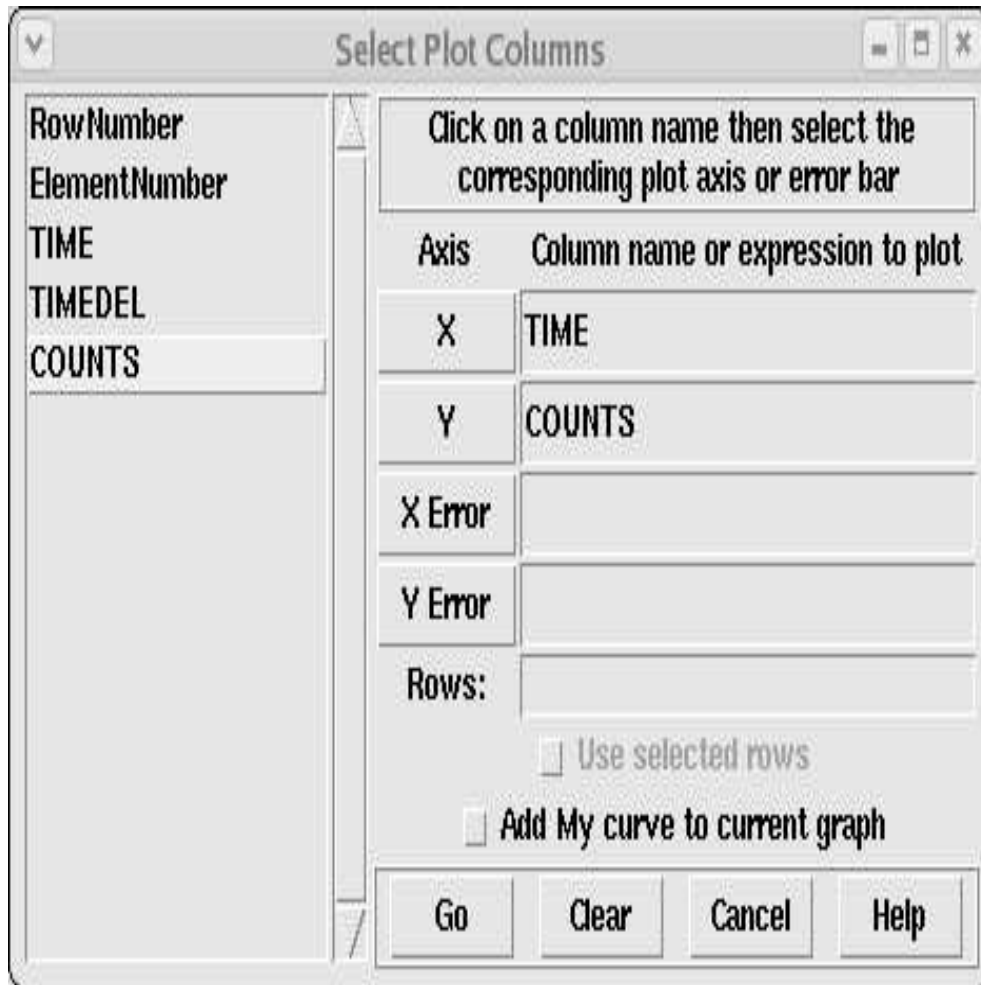 Select Plot Columns
RowNumber
ElementNumber
TIME
TIMEDEL
COUNTS
Click on a column name then select the
corresponding plot axis or error bar
Axis Column name or expression to plot
X TIME
Y COUNTS
X Error
Y Error
Rows:
Use selected rows
Add My curve to current graph
Go Clear Cancel Help